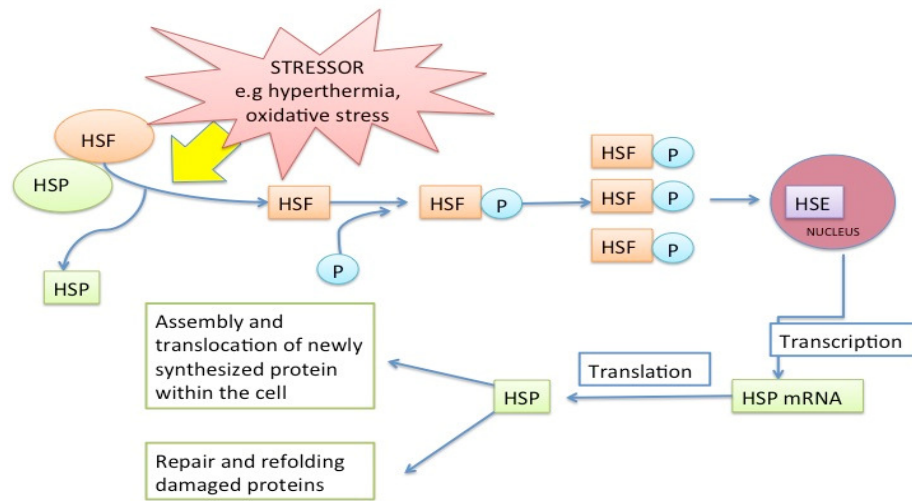 STRESSOR
e.g hyperthermia,
oxidative stress
HSF
HSP
HSP
HSF
P
HSF
P
HSF
P
HSF
P
HSF
P
HSE
NUCLEUS
Transcription
HSP mRNA
Translation
HSP
Assembly and
translocation of newly
synthesized protein
within the cell
Repair and refolding
damaged proteins